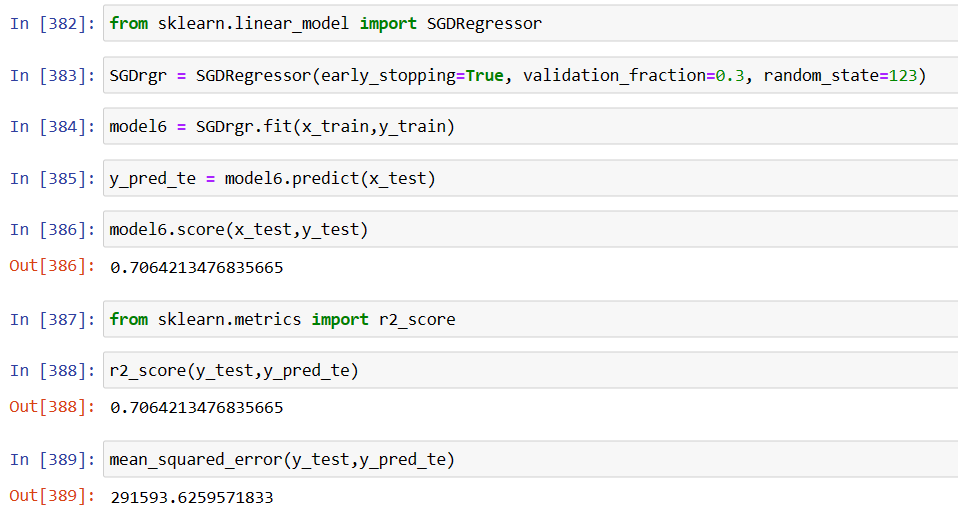 In [382]: from sklearn.linear_model import SGDRegressor
In [383]: SGDrgr = SGDRegressor(early_stopping=True, validation_fraction=0.3, random_state=123)
In [384]: model6 = SGDrgr.fit(x_train,y_train)
In [385]: y_pred_te = model6.predict(x_test)
In [386]: model6.score(x_test,y_test)
Out[386]: 0.7064213476835665
In [387]: from sklearn.metrics import r2_score
In [388]: r2_score(y_test,y_pred_te)
Out[388]: 0.7064213476835665
In [389]: mean_squared_error(y_test,y_pred_te)
Out[389]: 291593.6259571833